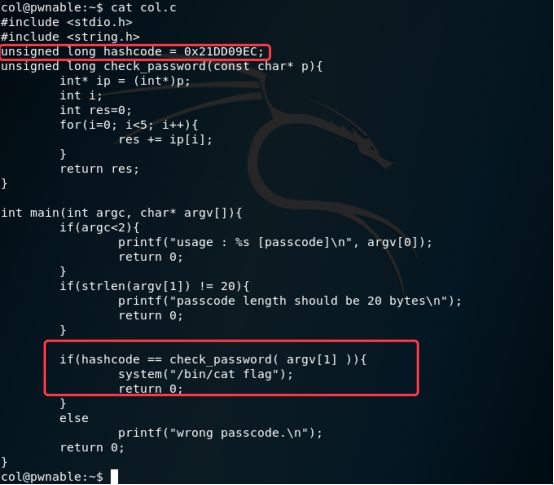 col@pwnable:~$ cat col.c
#include <stdio.h>
#include <string.h>
unsigned long hashcode = 0x21DD09EC;
unsigned long check_password(const char* p){
        int* ip = (int*)p;
        int i;
        int res=0;
        for(i=0; i<5; i++){
                res += ip[i];
        }
        return res;
}

int main(int argc, char* argv[]){
        if(argc<2){
                printf("usage : %s [passcode]\n", argv[0]);
                return 0;
        }
        if(strlen(argv[1]) != 20){
                printf("passcode length should be 20 bytes\n");
                return 0;
        }

        if(hashcode == check_password( argv[1] )){
                system("/bin/cat flag");
                return 0;
        }
        else
                printf("wrong passcode.\n");
        return 0;
}
col@pwnable:~$